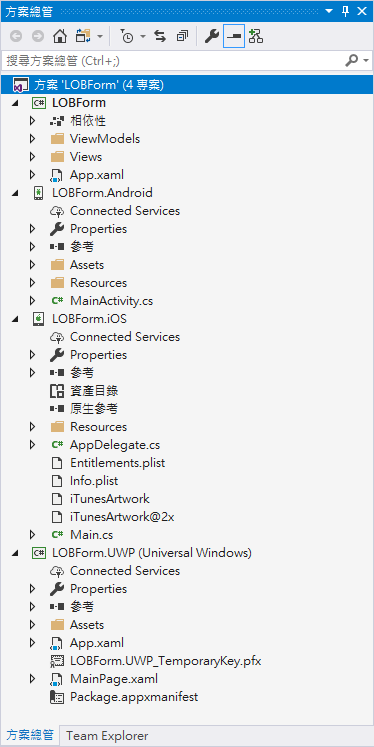 方案總管
搜尋方案總管 (Ctrl+;)
方案 'LOBForm' (4 專案)
LOBForm
相依性
ViewModels
Views
App.xaml
LOBForm.Android
Connected Services
Properties
參考
Assets
Resources
MainActivity.cs
LOBForm.iOS
Connected Services
Properties
參考
資產目錄
原生參考
Resources
AppDelegate.cs
Entitlements.plist
Info.plist
iTunesArtwork
iTunesArtwork@2x
Main.cs
LOBForm.UWP (Universal Windows)
Connected Services
Properties
參考
Assets
App.xaml
LOBForm.UWP_TemporaryKey.pfx
MainPage.xaml
Package.appxmanifest
方案總管 Team Explorer